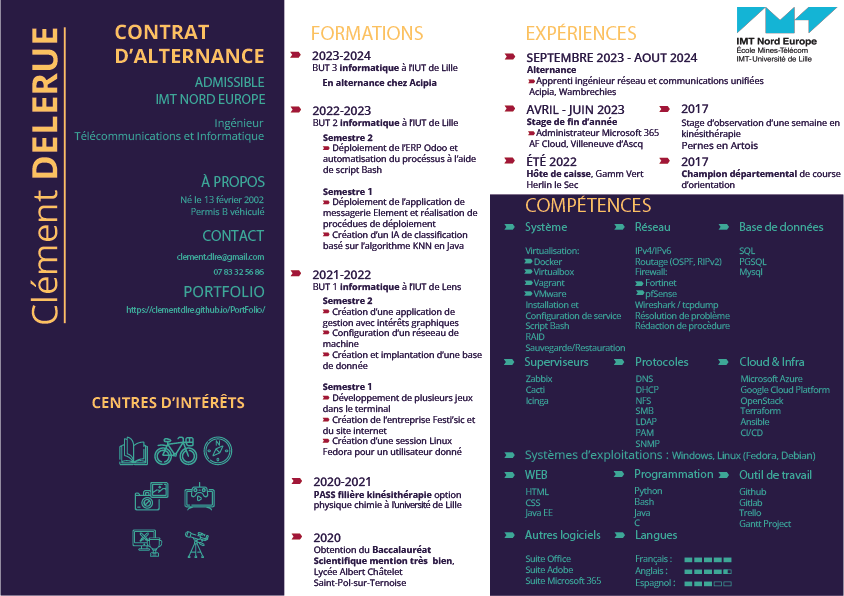 Clément DELERUE
CONTRAT
D'ALTERNANCE
ADMISSIBLE
IMT NORD EUROPE
Ingénieur
Télécommunications et Informatique
À PROPOS
Né le 13 février 2002
Permis B véhiculé
CONTACT
clement.dlre@gmail.com
07 83 32 56 86
PORTFOLIO
https://clementdlre.github.io/PortFolio/
CENTRES D'INTÉRÊTS
FORMATIONS
2023-2024
BUT 3 informatique à l'IUT de Lille
En alternance chez Acipia
2022-2023
BUT 2 informatique à l'IUT de Lille
Semestre 2
Déploiement de l'ERP Odoo et
automatisation du procéssus à l'aide
de script Bash
Semestre 1
Déploiement de l'application de
messagerie Element et réalisation de
procédues de déploiement
Création d'un IA de classification
basé sur l'algorithme KNN en Java
2021-2022
BUT 1 informatique à l'IUT de Lens
Semestre 2
Création d'une application de
gestion avec intérêts graphiques
Configuration d'un réseeau de
machine
Création et implantation d'une base
de donnée
Semestre 1
Développement de plusieurs jeux
dans le terminal
Création de l'entreprise Festi'sic et
du site internet
Création d'une session Linux
Fedora pour un utilisateur donné
2020-2021
PASS filière kinésithérapie option
physique chimie à l'université de Lille
2020
Obtention du Baccalauréat
Scientifique mention très bien,
Lycée Albert Châtelet
Saint-Pol-sur-Ternoise
EXPÉRIENCES
IMT Nord Europe
École Mines-Télécom
IMT-Université de Lille
SEPTEMBRE 2023 - AOUT 2024
Alternance
Apprenti ingénieur réseau et communications unifiées
Acipia, Wambrechies
AVRIL - JUIN 2023
Stage de fin d'année
Administrateur Microsoft 365
AF Cloud, Villeneuve d'Ascq
2017
Stage d'observation d'une semaine en
kinésithérapie
Pernes en Artois
ÉTÉ 2022
Hôte de caisse, Gamm Vert
Herlin le Sec
2017
Champion départemental de course
d'orientation
COMPÉTENCES
Système
Virtualisation:
Docker
Virtualbox
Vagrant
VMware
Installation et
Configuration de service
Script Bash
RAID
Sauvegarde/Restauration
Réseau
IPv4/IPv6
Routage (OSPF, RIPv2)
Firewall:
Fortinet
pfSense
Wireshark / tcpdump
Résolution de problème
Rédaction de procèdure
Base de données
SQL
PGSQL
Mysql
Superviseurs
Zabbix
Cacti
Icinga
Protocoles
DNS
DHCP
NFS
SMB
LDAP
PAM
SNMP
Cloud & Infra
Microsoft Azure
Google Cloud Platform
OpenStack
Terraform
Ansible
CI/CD
Systèmes d'exploitations : Windows, Linux (Fedora, Debian)
WEB
HTML
CSS
Java EE
Programmation
Python
Bash
Java
C
Outil de travail
Github
Gitlab
Trello
Gantt Project
Autres logiciels
Suite Office
Suite Adobe
Suite Microsoft 365
Langues
Français :
Anglais :
Espagnol :